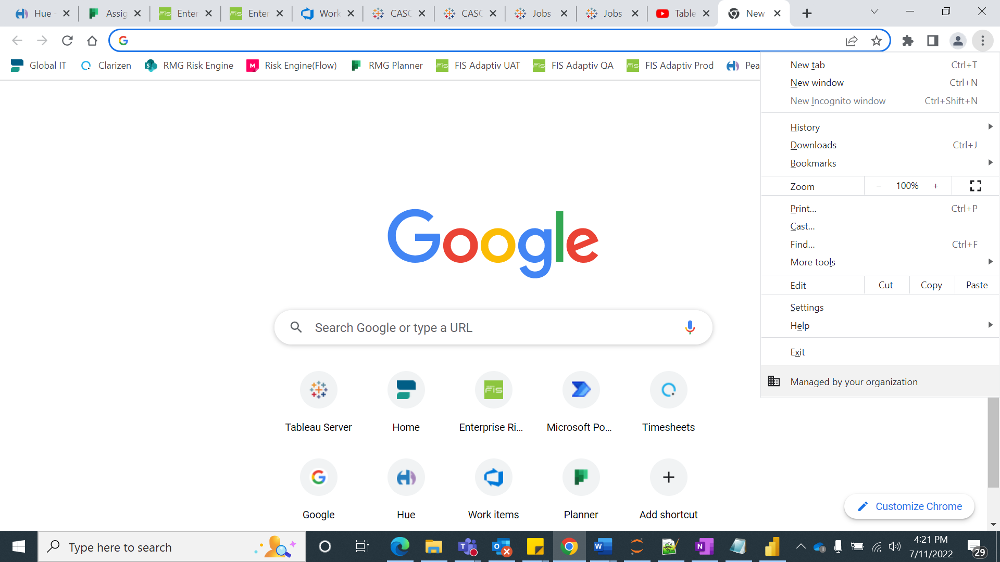 Hue - Assig Enter Enter Work CASC CASC Jobs Jobs Table New
Global IT Clarizen RMG Risk Engine Risk Engine(Flow) RMG Planner FIS Adaptiv UAT FIS Adaptiv QA FIS Adaptiv Prod Pea
New tab Ctrl+T
New window Ctrl+N
New Incognito window Ctrl+Shift+N
History
Downloads Ctrl+J
Bookmarks
Zoom − 100% +
Print... Ctrl+P
Cast...
Find... Ctrl+F
More tools
Edit Cut Copy Paste
Settings
Help
Exit
Managed by your organization
Google
Search Google or type a URL
Fis
Tableau Server Home Enterprise Ri... Microsoft Po... Timesheets
Google Hue Work items Planner Add shortcut
Customize Chrome
Type here to search
4:21 PM
7/11/2022
29